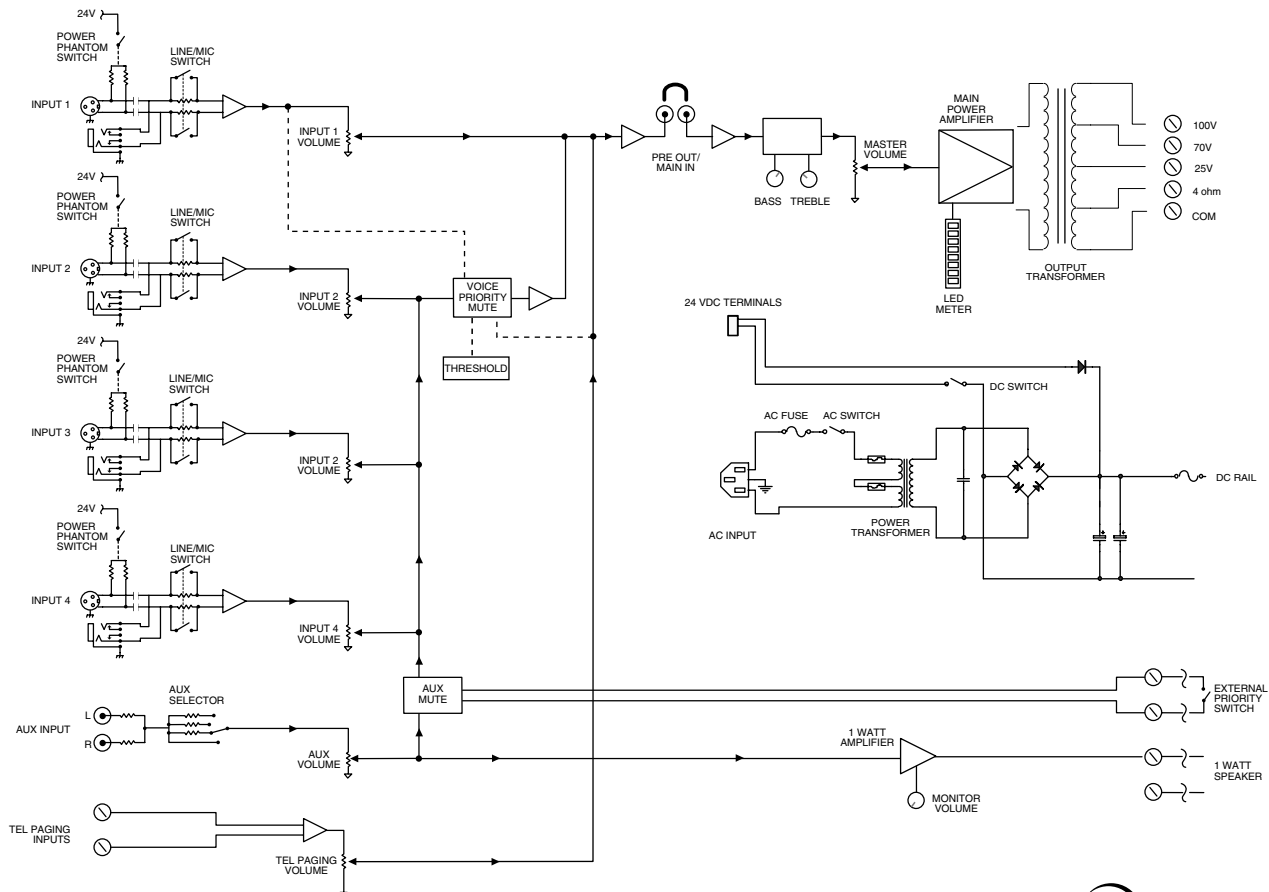 24V
POWER
PHANTOM
SWITCH
LINE/MIC
SWITCH
INPUT 1
INPUT 1
VOLUME
24V
POWER
PHANTOM
SWITCH
LINE/MIC
SWITCH
INPUT 2
INPUT 2
VOLUME
24V
POWER
PHANTOM
SWITCH
LINE/MIC
SWITCH
INPUT 3
INPUT 2
VOLUME
24V
POWER
PHANTOM
SWITCH
LINE/MIC
SWITCH
INPUT 4
INPUT 4
VOLUME
AUX INPUT
L
R
AUX
SELECTOR
AUX
VOLUME
TEL PAGING
INPUTS
TEL PAGING
VOLUME
VOICE
PRIORITY
MUTE
THRESHOLD
AUX
MUTE
PRE OUT/
MAIN IN
BASS
TREBLE
MASTER
VOLUME
MAIN
POWER
AMPLIFIER
LED
METER
OUTPUT
TRANSFORMER
100V
70V
25V
4 ohm
COM
24 VDC TERMINALS
DC SWITCH
AC FUSE
AC SWITCH
AC INPUT
POWER
TRANSFORMER
DC RAIL
EXTERNAL
PRIORITY
SWITCH
1 WATT
AMPLIFIER
MONITOR
VOLUME
1 WATT
SPEAKER